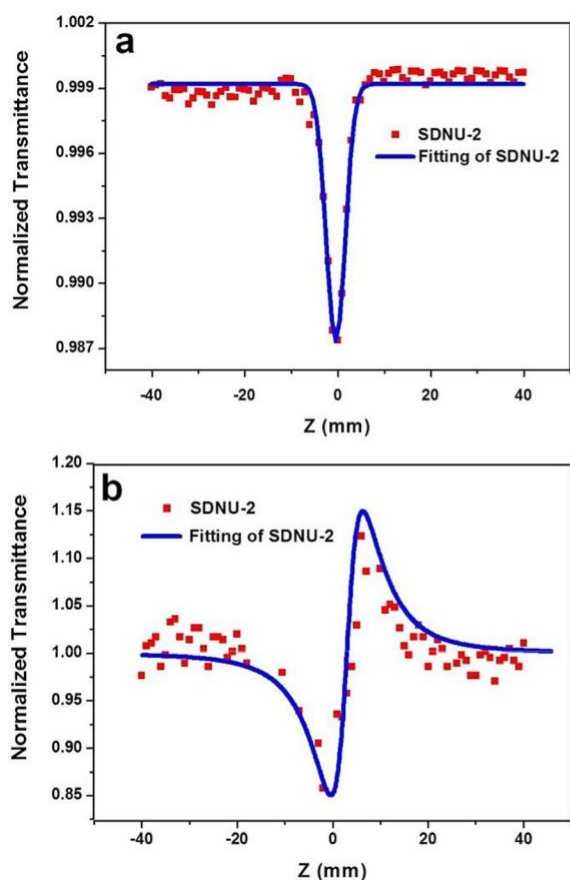 1.002
a
0.999
0.996
0.993
0.990
0.987
SDNU-2
Fitting of SDNU-2
Normalized Transmittance
-40
-20
0
20
40
Z (mm)
1.20
b
1.15
1.10
1.05
1.00
0.95
0.90
0.85
SDNU-2
Fitting of SDNU-2
Normalized Transmittance
-40
-20
0
20
40
Z (mm)